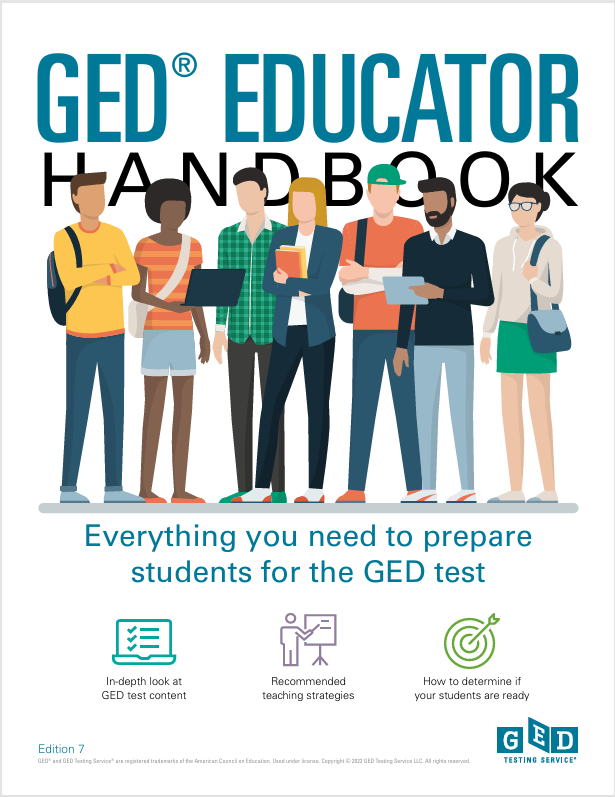 GED® EDUCATOR
HANDBOOK
Everything you need to prepare
students for the GED test
In-depth look at
GED test content
Recommended
teaching strategies
How to determine if
your students are ready
Edition 7
GED® and GED Testing Service® are registered trademarks of the American Council on Education. Used under license. Copyright © 2022 GED Testing Service LLC. All rights reserved.
GED
TESTING SERVICE®